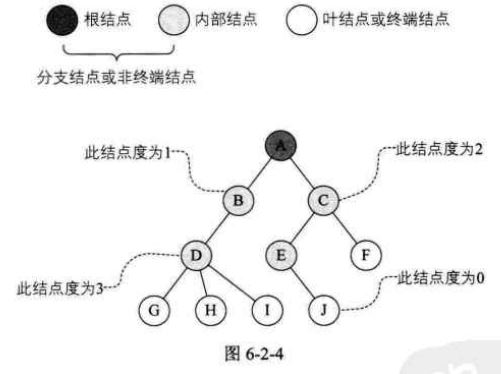 根结点 内部结点 叶结点或终端结点
分支结点或非终端结点
A
此结点度为1 此结点度为2
B C
D E F
此结点度为3 此结点度为0
G H I J
图 6-2-4